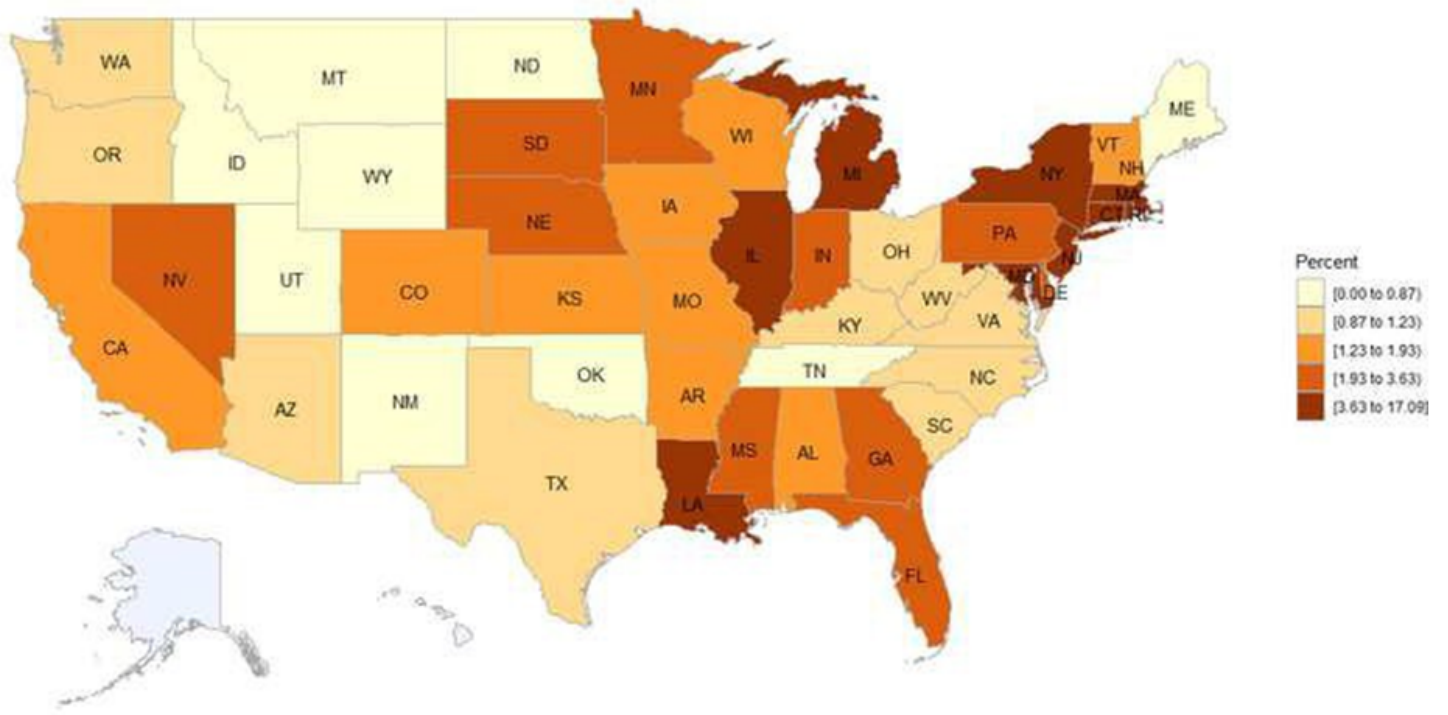 WA
MT
ND
MN
ME
OR
ID
SD
WI
VT
NH
WY
MI
NY
MA
NE
IA
CT RI
NV
UT
CO
IL
IN
OH
PA
NJ
KS
MO
WV
MD
DE
CA
KY
VA
AZ
NM
OK
TN
NC
AR
SC
TX
MS
AL
GA
LA
FL
Percent
[0.00 to 0.87)
[0.87 to 1.23)
[1.23 to 1.93)
[1.93 to 3.63)
[3.63 to 17.09]